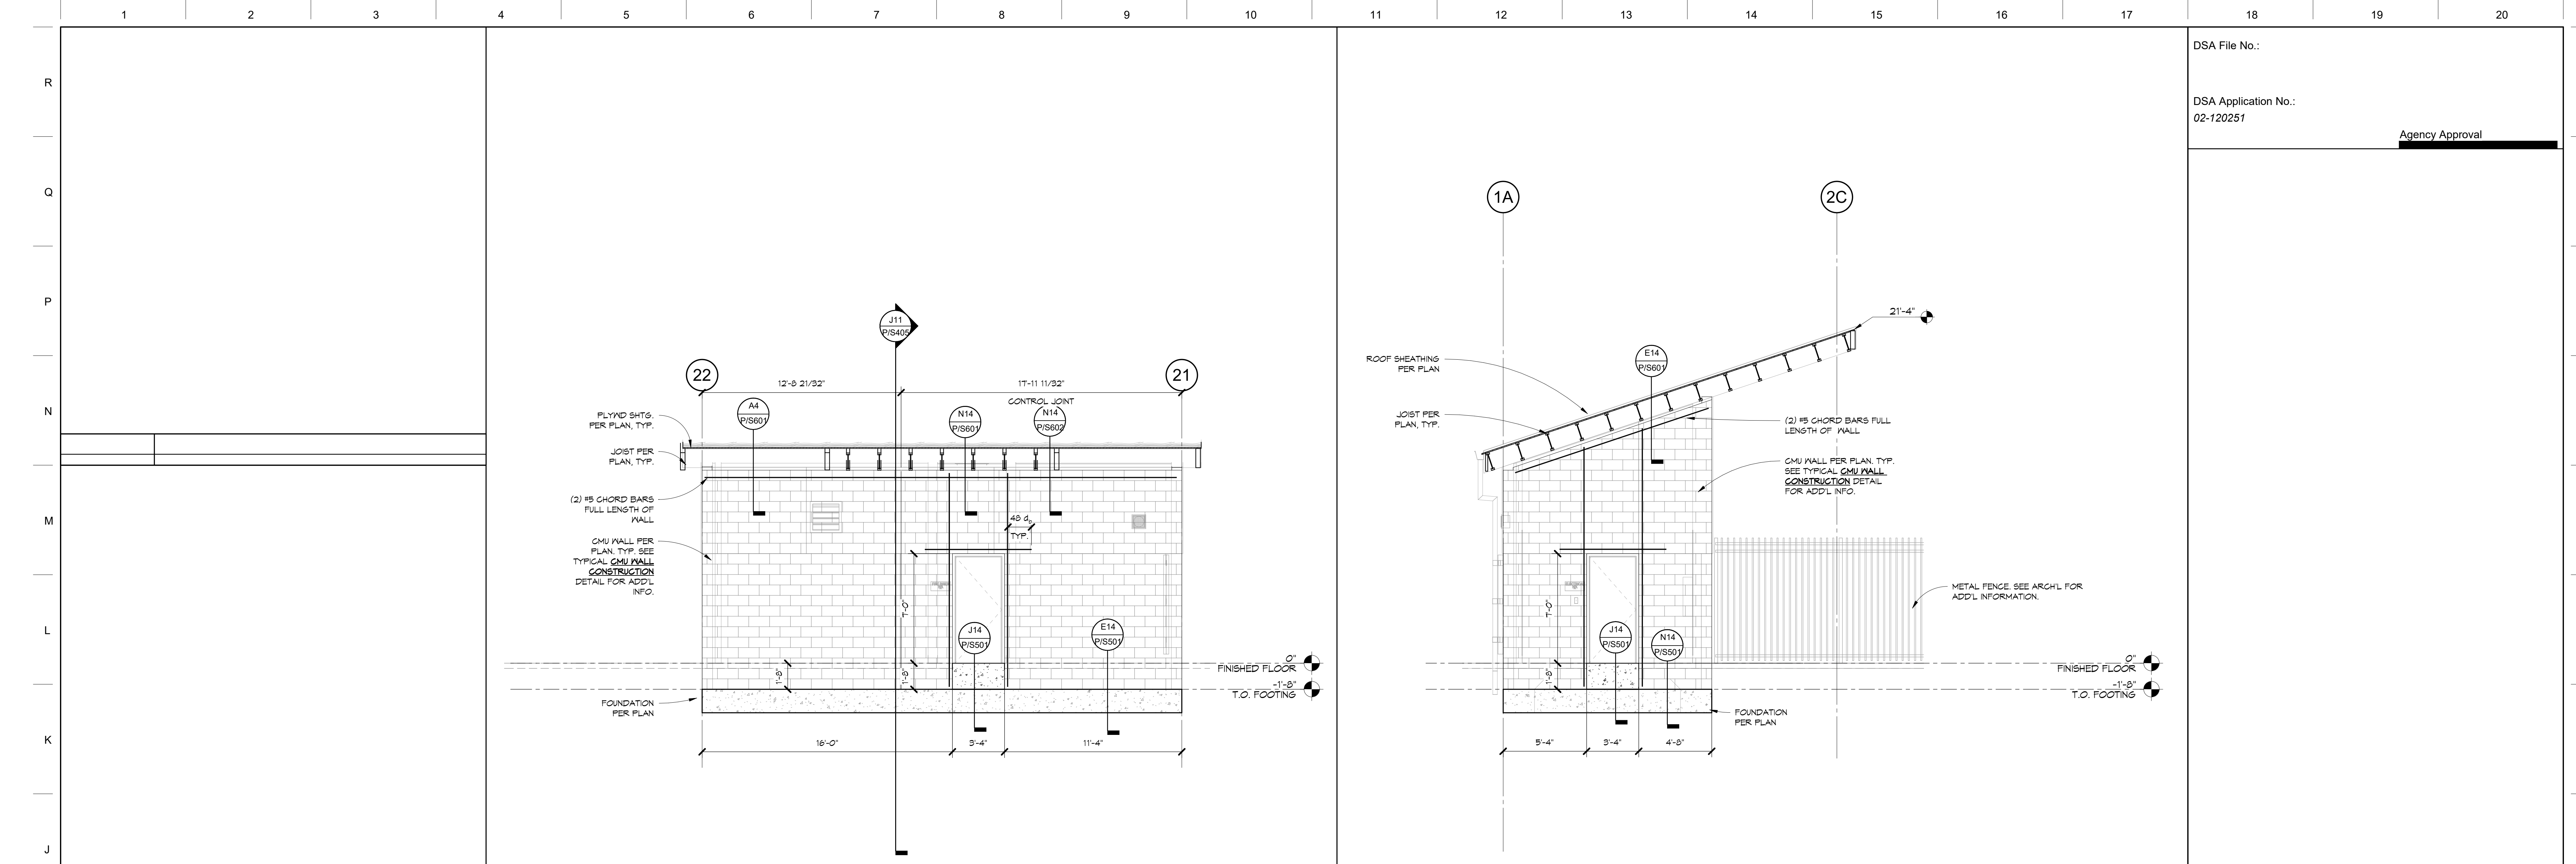 1 2 3 4 5 6 7 8 9 10 11 12 13 14 15 16 17 18 19 20
R
Q
P
N
M
L
K
J
DSA File No.:
DSA Application No.:
02-120251
Agency Approval
J11
P/S405
22
21
12'-8 21/32"
17'-11 11/32"
CONTROL JOINT
A4
P/S601
N14
P/S601
N14
P/S602
PLYWD SHTG.
PER PLAN, TYP.
JOIST PER
PLAN, TYP.
(2) #5 CHORD BARS
FULL LENGTH OF
WALL
CMU WALL PER
PLAN. TYP. SEE
TYPICAL CMU WALL
CONSTRUCTION
DETAIL FOR ADD'L
INFO.
48 db
TYP.
7'-0"
1'-8"
1'-8"
J14
P/S501
E14
P/S501
0"
FINISHED FLOOR
-1'-8"
T.O. FOOTING
FOUNDATION
PER PLAN
16'-0"
3'-4"
11'-4"
1A
2C
21'-4"
ROOF SHEATHING
PER PLAN
E14
P/S601
JOIST PER
PLAN, TYP.
(2) #5 CHORD BARS FULL
LENGTH OF WALL
CMU WALL PER PLAN. TYP.
SEE TYPICAL CMU WALL
CONSTRUCTION DETAIL
FOR ADD'L INFO.
METAL FENCE. SEE ARCH'L FOR
ADD'L INFORMATION.
7'-0"
1'-8"
J14
P/S501
N14
P/S501
0"
FINISHED FLOOR
-1'-8"
T.O. FOOTING
FOUNDATION
PER PLAN
5'-4"
3'-4"
4'-8"